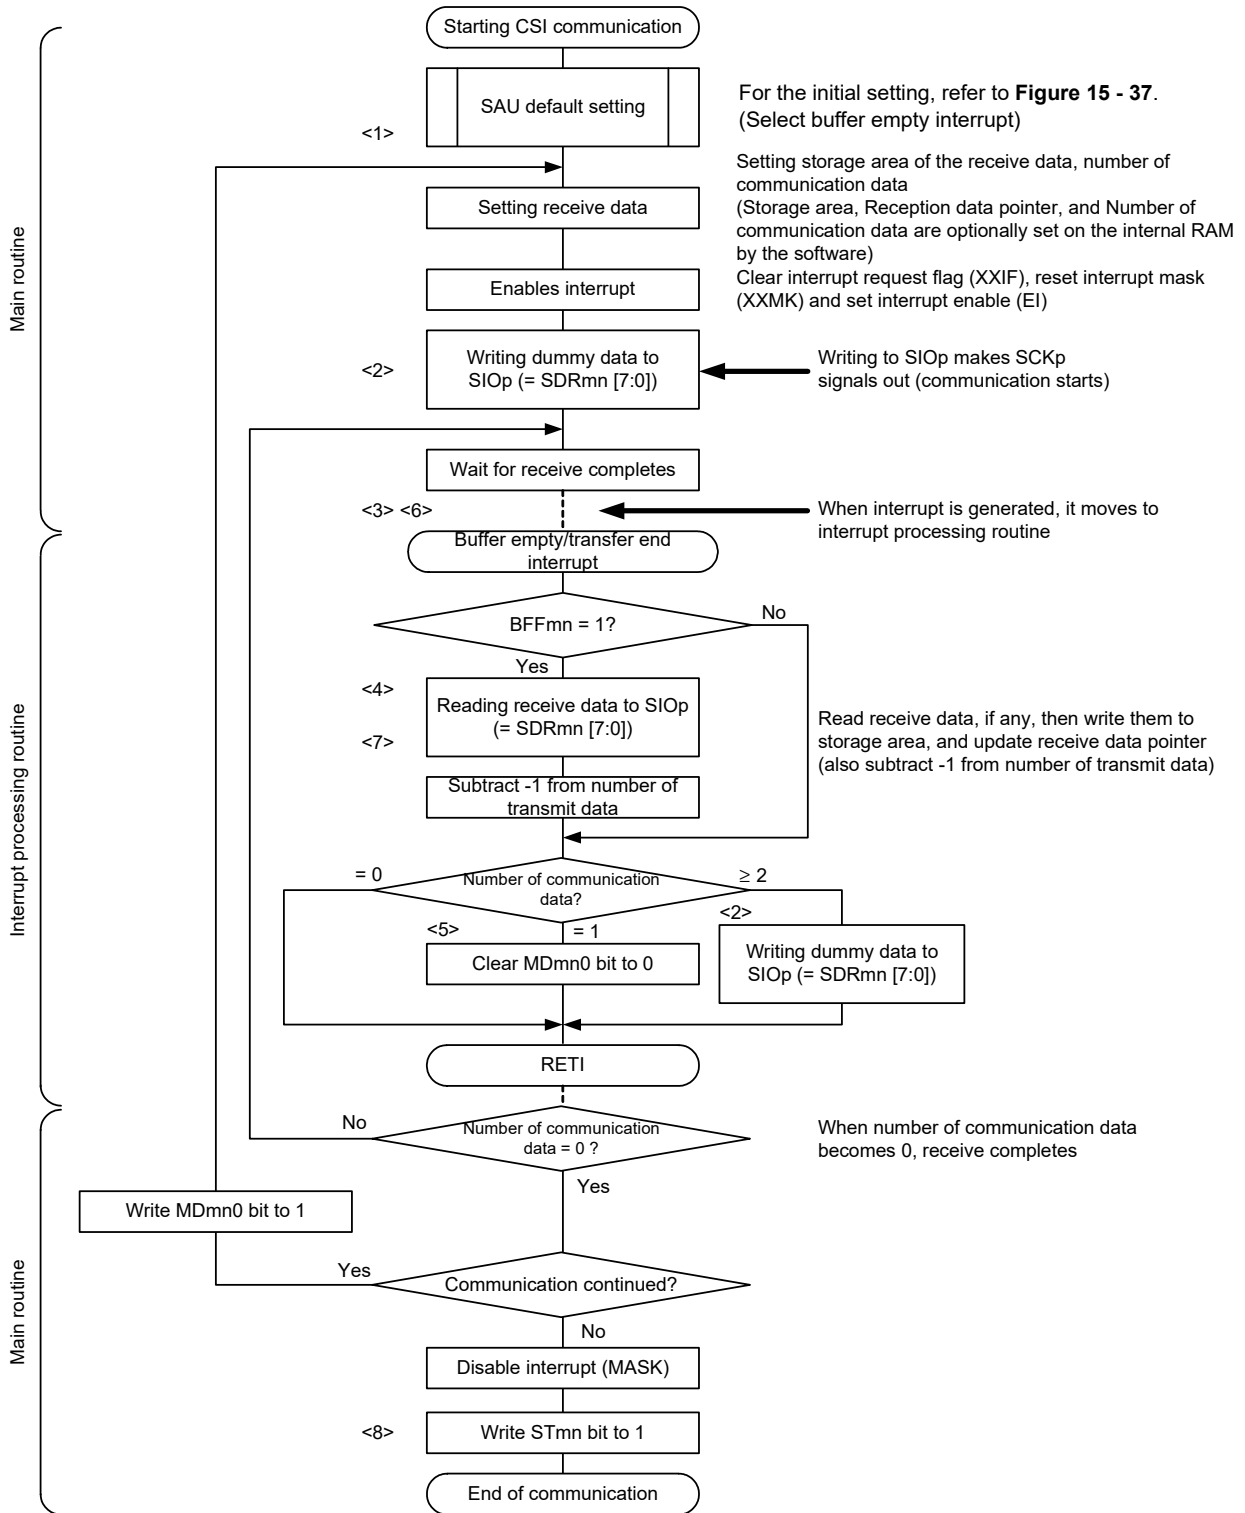 Starting CSI communication
SAU default setting
For the initial setting, refer to Figure 15 - 37.
(Select buffer empty interrupt)
<1>
Setting storage area of the receive data, number of
communication data
(Storage area, Reception data pointer, and Number of
communication data are optionally set on the internal RAM
by the software)
Setting receive data
Clear interrupt request flag (XXIF), reset interrupt mask
(XXMK) and set interrupt enable (EI)
Enables interrupt
Main routine
<2>
Writing dummy data to
SIOp (= SDRmn [7:0])
Writing to SIOp makes SCKp
signals out (communication starts)
Wait for receive completes
<3> <6>
When interrupt is generated, it moves to
interrupt processing routine
Buffer empty/transfer end
interrupt
BFFmn = 1?
No
Yes
<4>
Reading receive data to SIOp
(= SDRmn [7:0])
<7>
Read receive data, if any, then write them to
storage area, and update receive data pointer
(also subtract -1 from number of transmit data)
Subtract -1 from number of
transmit data
Interrupt processing routine
= 0
Number of communication
data?
≥ 2
<5>
= 1
<2>
Clear MDmn0 bit to 0
Writing dummy data to
SIOp (= SDRmn [7:0])
RETI
No
Number of communication
data = 0 ?
When number of communication data
becomes 0, receive completes
Yes
Write MDmn0 bit to 1
Yes
Communication continued?
No
Main routine
Disable interrupt (MASK)
<8>
Write STmn bit to 1
End of communication